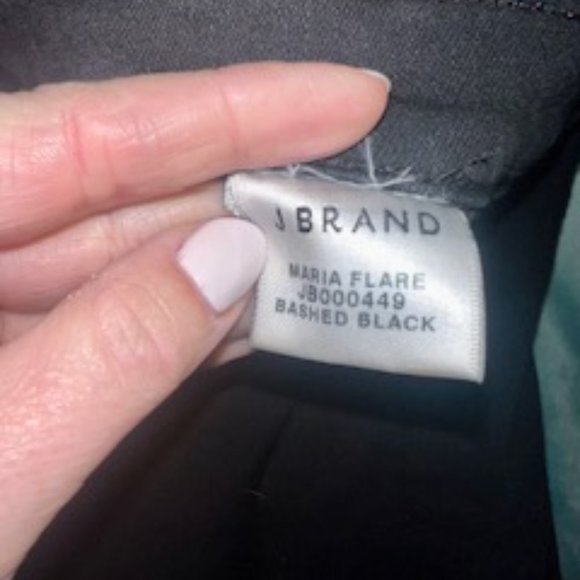 J BRAND
MARIA FLARE
JB000449
BASHED BLACK